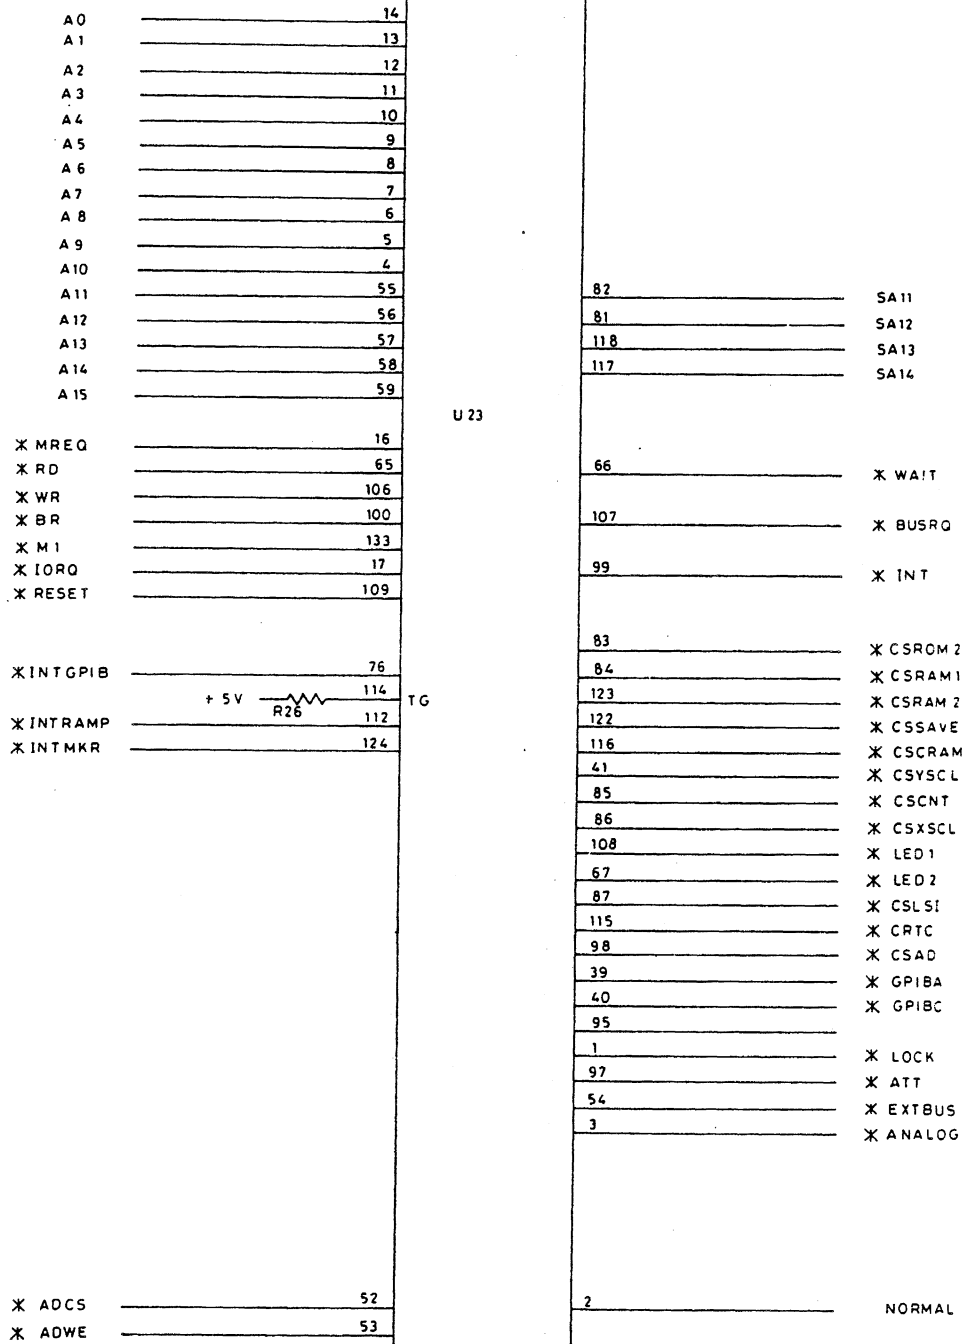 A0 14
A1 13
A2 12
A3 11
A4 10
A5 9
A6 8
A7 7
A8 6
A9 5
A10 4
A11 55
A12 56
A13 57
A14 58
A15 59
82 SA11
81 SA12
118 SA13
117 SA14
U23
* MREQ 16
* RD 65
* WR 106
* BR 100
* M1 133
* IORQ 17
* RESET 109
66 * WAIT
107 * BUSRQ
99 * INT
* INTGPIB 76
+5V R26 114 TG
* INTRAMP 112
* INTMKR 124
83 * CSROM2
84 * CSRAM1
123 * CSRAM2
122 * CSSAVE
116 * CSCRAM
41 * CSYSCL
85 * CSCNT
86 * CSXSCL
108 * LED1
67 * LED2
87 * CSLSI
115 * CRTC
98 * CSAD
39 * GPIBA
40 * GPIBC
95
1 * LOCK
97 * ATT
54 * EXTBUS
3 * ANALOG
* ADCS 52
* ADWE 53
2 NORMAL